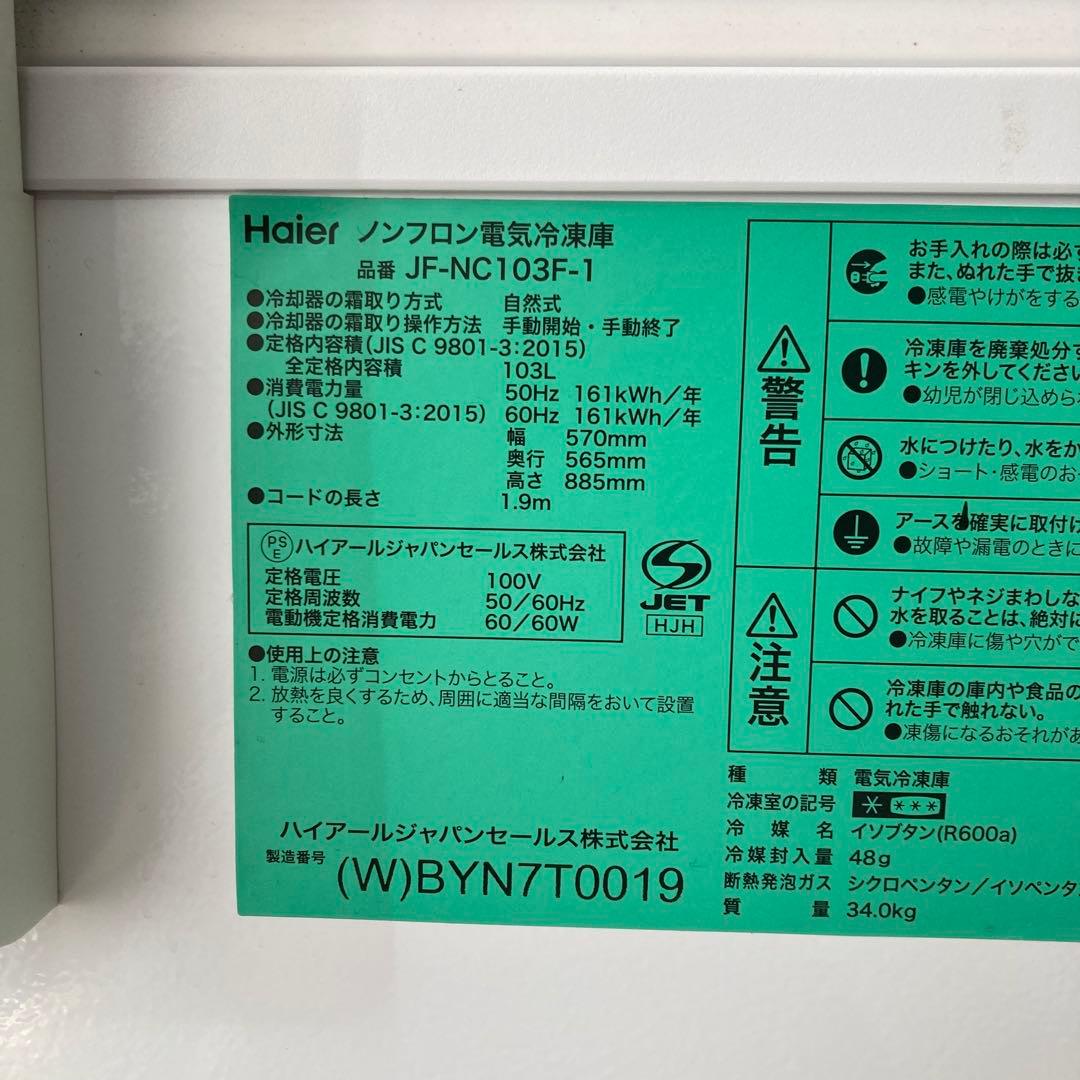 Haier ノンフロン電気冷凍庫
品番 JF-NC103F-1
●冷却器の霜取り方式 自然式
●冷却器の霜取り操作方法 手動開始・手動終了
●定格内容積(JIS C 9801-3:2015)
全定格内容積 103L
●消費電力量 50Hz 161kWh/年
(JIS C 9801-3:2015) 60Hz 161kWh/年
●外形寸法 幅 570mm
奥行 565mm
高さ 885mm
●コードの長さ 1.9m
PSE ハイアールジャパンセールス株式会社
定格電圧 100V
定格周波数 50/60Hz
電動機定格消費電力 60/60W
JET
HJH
●使用上の注意
1. 電源は必ずコンセントからとること。
2. 放熱を良くするため、周囲に適当な間隔をおいて設置
すること。
ハイアールジャパンセールス株式会社
製造番号 (W)BYN7T0019
警告
お手入れの際は必ず
また、ぬれた手で抜き
●感電やけがをする
冷凍庫を廃棄処分す
キンを外してください
●幼児が閉じ込められ
水につけたり、水をか
●ショート・感電のお
アースを確実に取付け
●故障や漏電のときに
注意
ナイフやネジまわしな
水を取ることは、絶対に
●冷凍庫に傷や穴がで
冷凍庫の庫内や食品の
れた手で触れない。
●凍傷になるおそれがあ
種類 電気冷凍庫
冷凍室の記号 * ***
冷媒名 イソブタン(R600a)
冷媒封入量 48g
断熱発泡ガス シクロペンタン/イソペンタ
質量 34.0kg